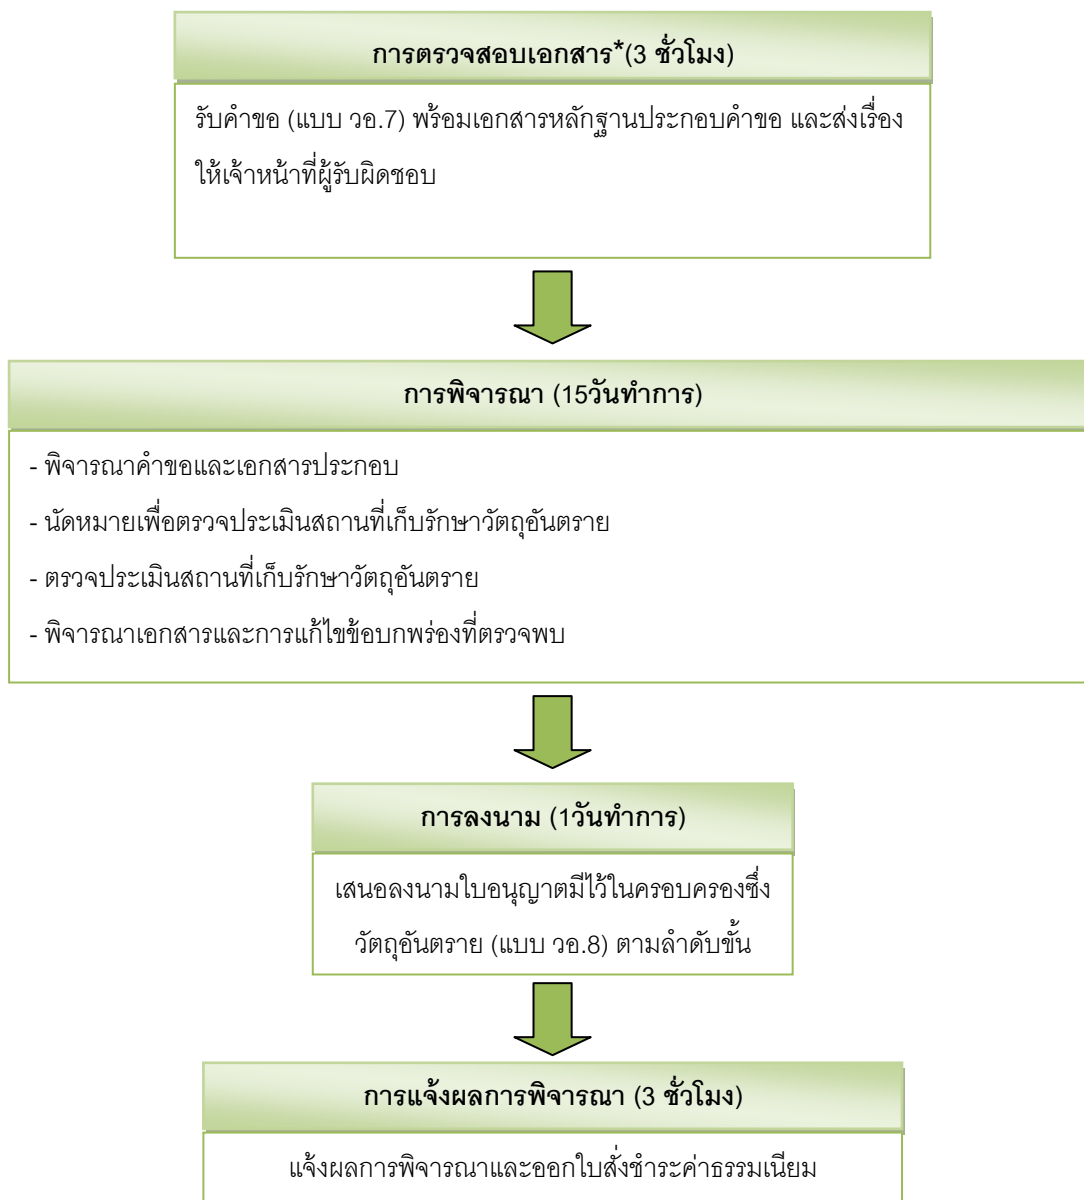 การตรวจสอบเอกสาร*(3 ชั่วโมง)
รับคำขอ (แบบ วอ.7) พร้อมเอกสารหลักฐานประกอบคำขอ และส่งเรื่อง
ให้เจ้าหน้าที่ผู้รับผิดชอบ
การพิจารณา (15วันทำการ)
- พิจารณาคำขอและเอกสารประกอบ
- นัดหมายเพื่อตรวจประเมินสถานที่เก็บรักษาวัตถุอันตราย
- ตรวจประเมินสถานที่เก็บรักษาวัตถุอันตราย
- พิจารณาเอกสารและการแก้ไขข้อบกพร่องที่ตรวจพบ
การลงนาม (1วันทำการ)
เสนอลงนามใบอนุญาตมีไว้ในครอบครองซึ่ง
วัตถุอันตราย (แบบ วอ.8) ตามลำดับขั้น
การแจ้งผลการพิจารณา (3 ชั่วโมง)
แจ้งผลการพิจารณาและออกใบสั่งชำระค่าธรรมเนียม